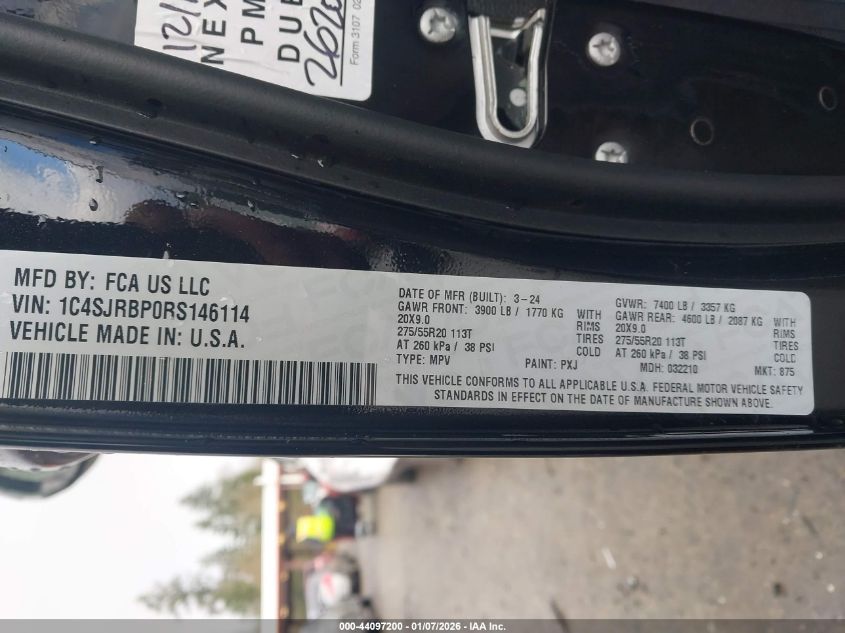 12/1
NEX
PM
DUE
2620
Form 3107 02
MFD BY: FCA US LLC
VIN: 1C4SJRBP0RS146114
VEHICLE MADE IN: U.S.A.
DATE OF MFR (BUILT): 3-24
GAWR FRONT: 3900 LB / 1770 KG WITH
20X9.0 RIMS
275/55R20 113T TIRES
AT 260 kPa / 38 PSI COLD
TYPE: MPV PAINT: PXJ
GVWR: 7400 LB / 3357 KG
GAWR REAR: 4600 LB / 2087 KG WITH
20X9.0 RIMS
275/55R20 113T TIRES
AT 260 kPa / 38 PSI COLD
MDH: 032210 MKT: 875
THIS VEHICLE CONFORMS TO ALL APPLICABLE U.S.A. FEDERAL MOTOR VEHICLE SAFETY
STANDARDS IN EFFECT ON THE DATE OF MANUFACTURE SHOWN ABOVE.
000-44097200 - 01/07/2026 - IAA Inc.